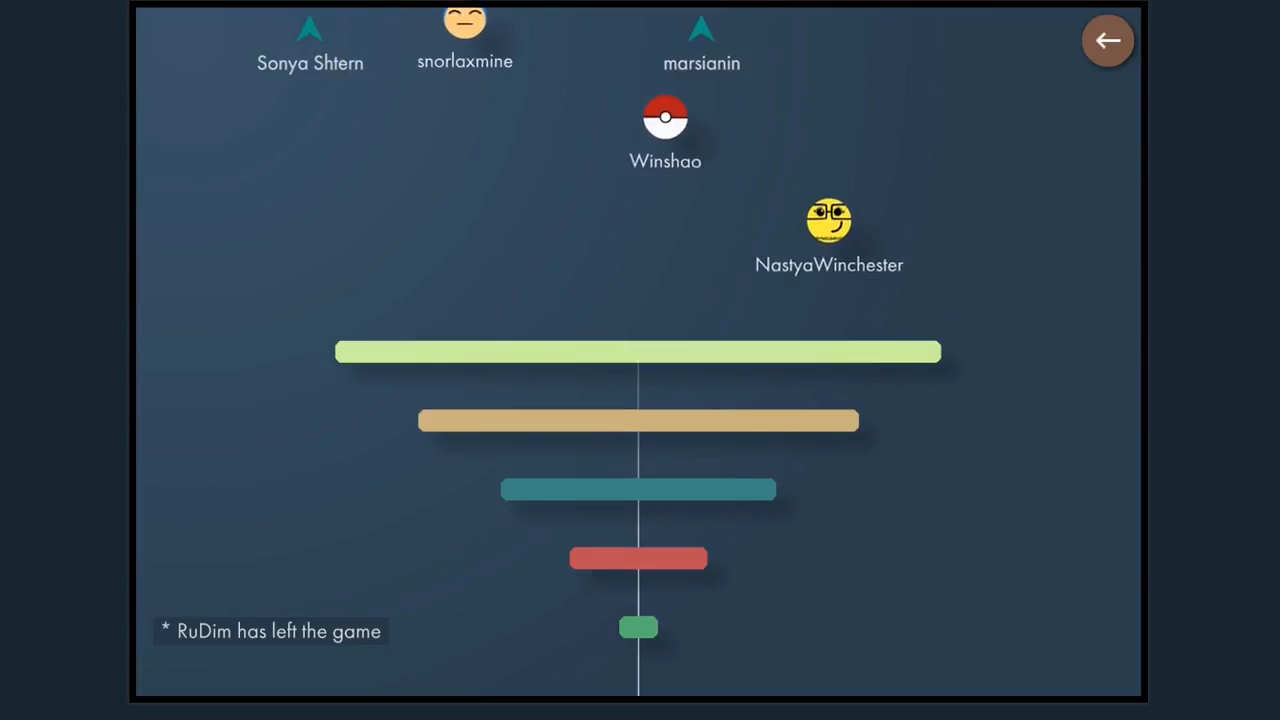 Sonya Shtern
snorlaxmine
marsianin
Winshao
NastyaWinchester
* RuDim has left the game